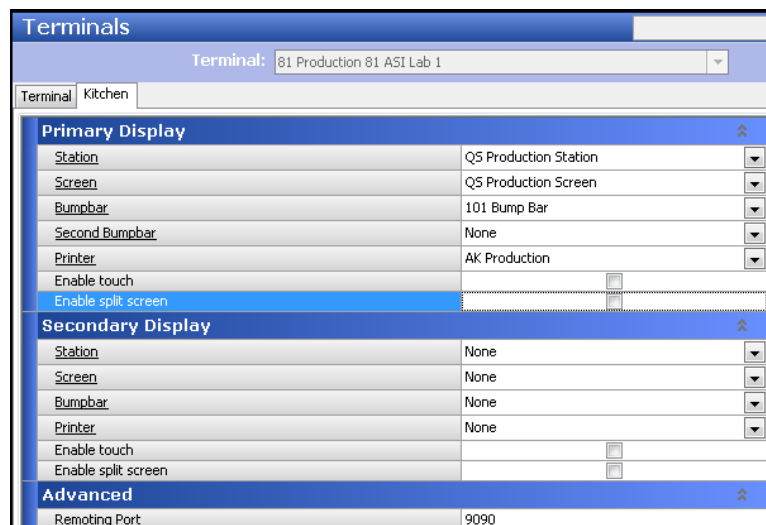 Terminals
Terminal: 81 Production 81 ASI Lab 1
Terminal Kitchen
Primary Display
Station QS Production Station
Screen QS Production Screen
Bumpbar 101 Bump Bar
Second Bumpbar None
Printer AK Production
Enable touch
Enable split screen
Secondary Display
Station None
Screen None
Bumpbar None
Printer None
Enable touch
Enable split screen
Advanced
Remoting Port 9090